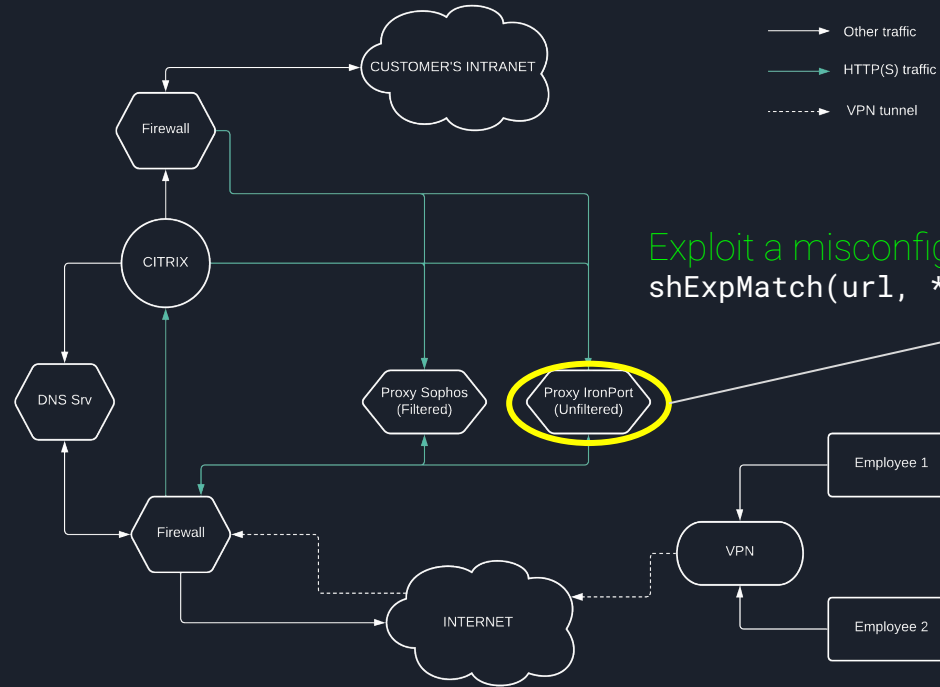 CUSTOMER'S INTRANET
Other traffic
HTTP(S) traffic
VPN tunnel
Firewall
Exploit a
shExpMatch(url, *
CITRIX
DNS Srv
Proxy Sophos
(Filtered)
Proxy IronPort
(Unfiltered)
Employee 1
Firewall
VPN
INTERNET
Employee 2